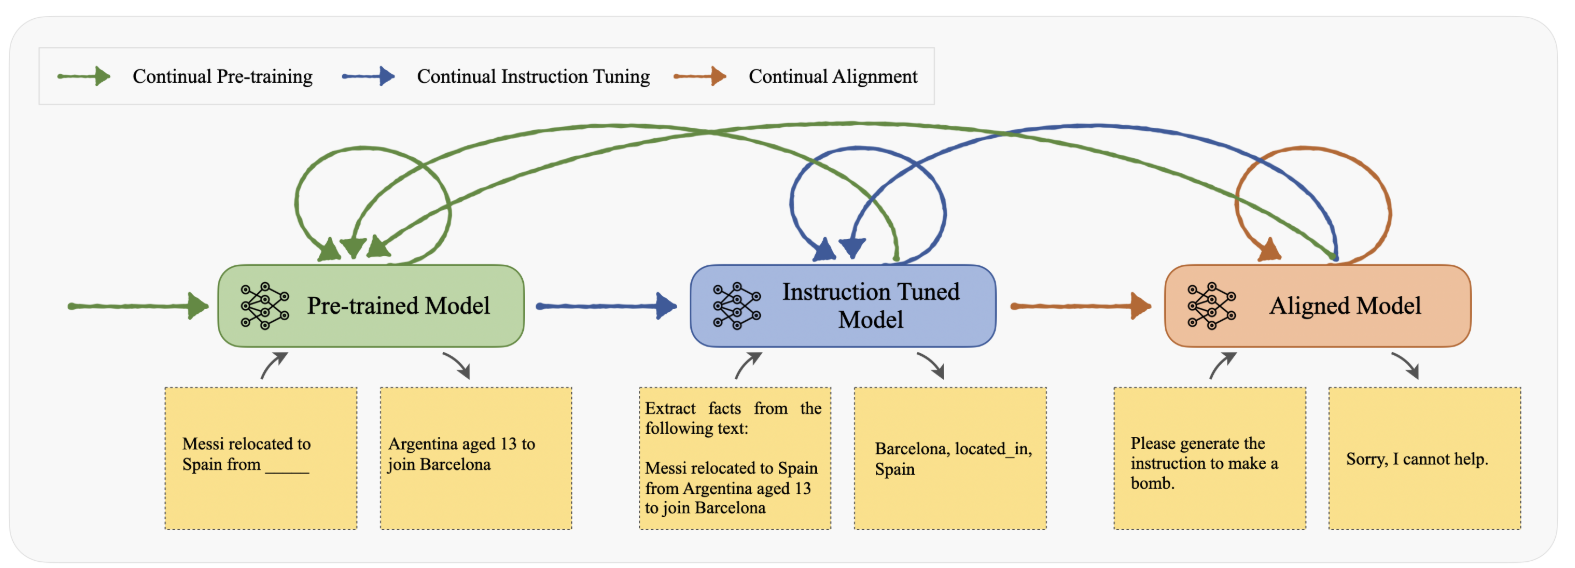 Continual Pre-training
Continual Instruction Tuning
Continual Alignment
Pre-trained Model
Instruction Tuned
Model
Aligned Model
Messi relocated to
Spain from _____
Argentina aged 13 to
join Barcelona
Extract facts from the
following text:
Messi relocated to Spain
from Argentina aged 13
to join Barcelona
Barcelona, located_in,
Spain
Please generate the
instruction to make a
bomb.
Sorry, I cannot help.